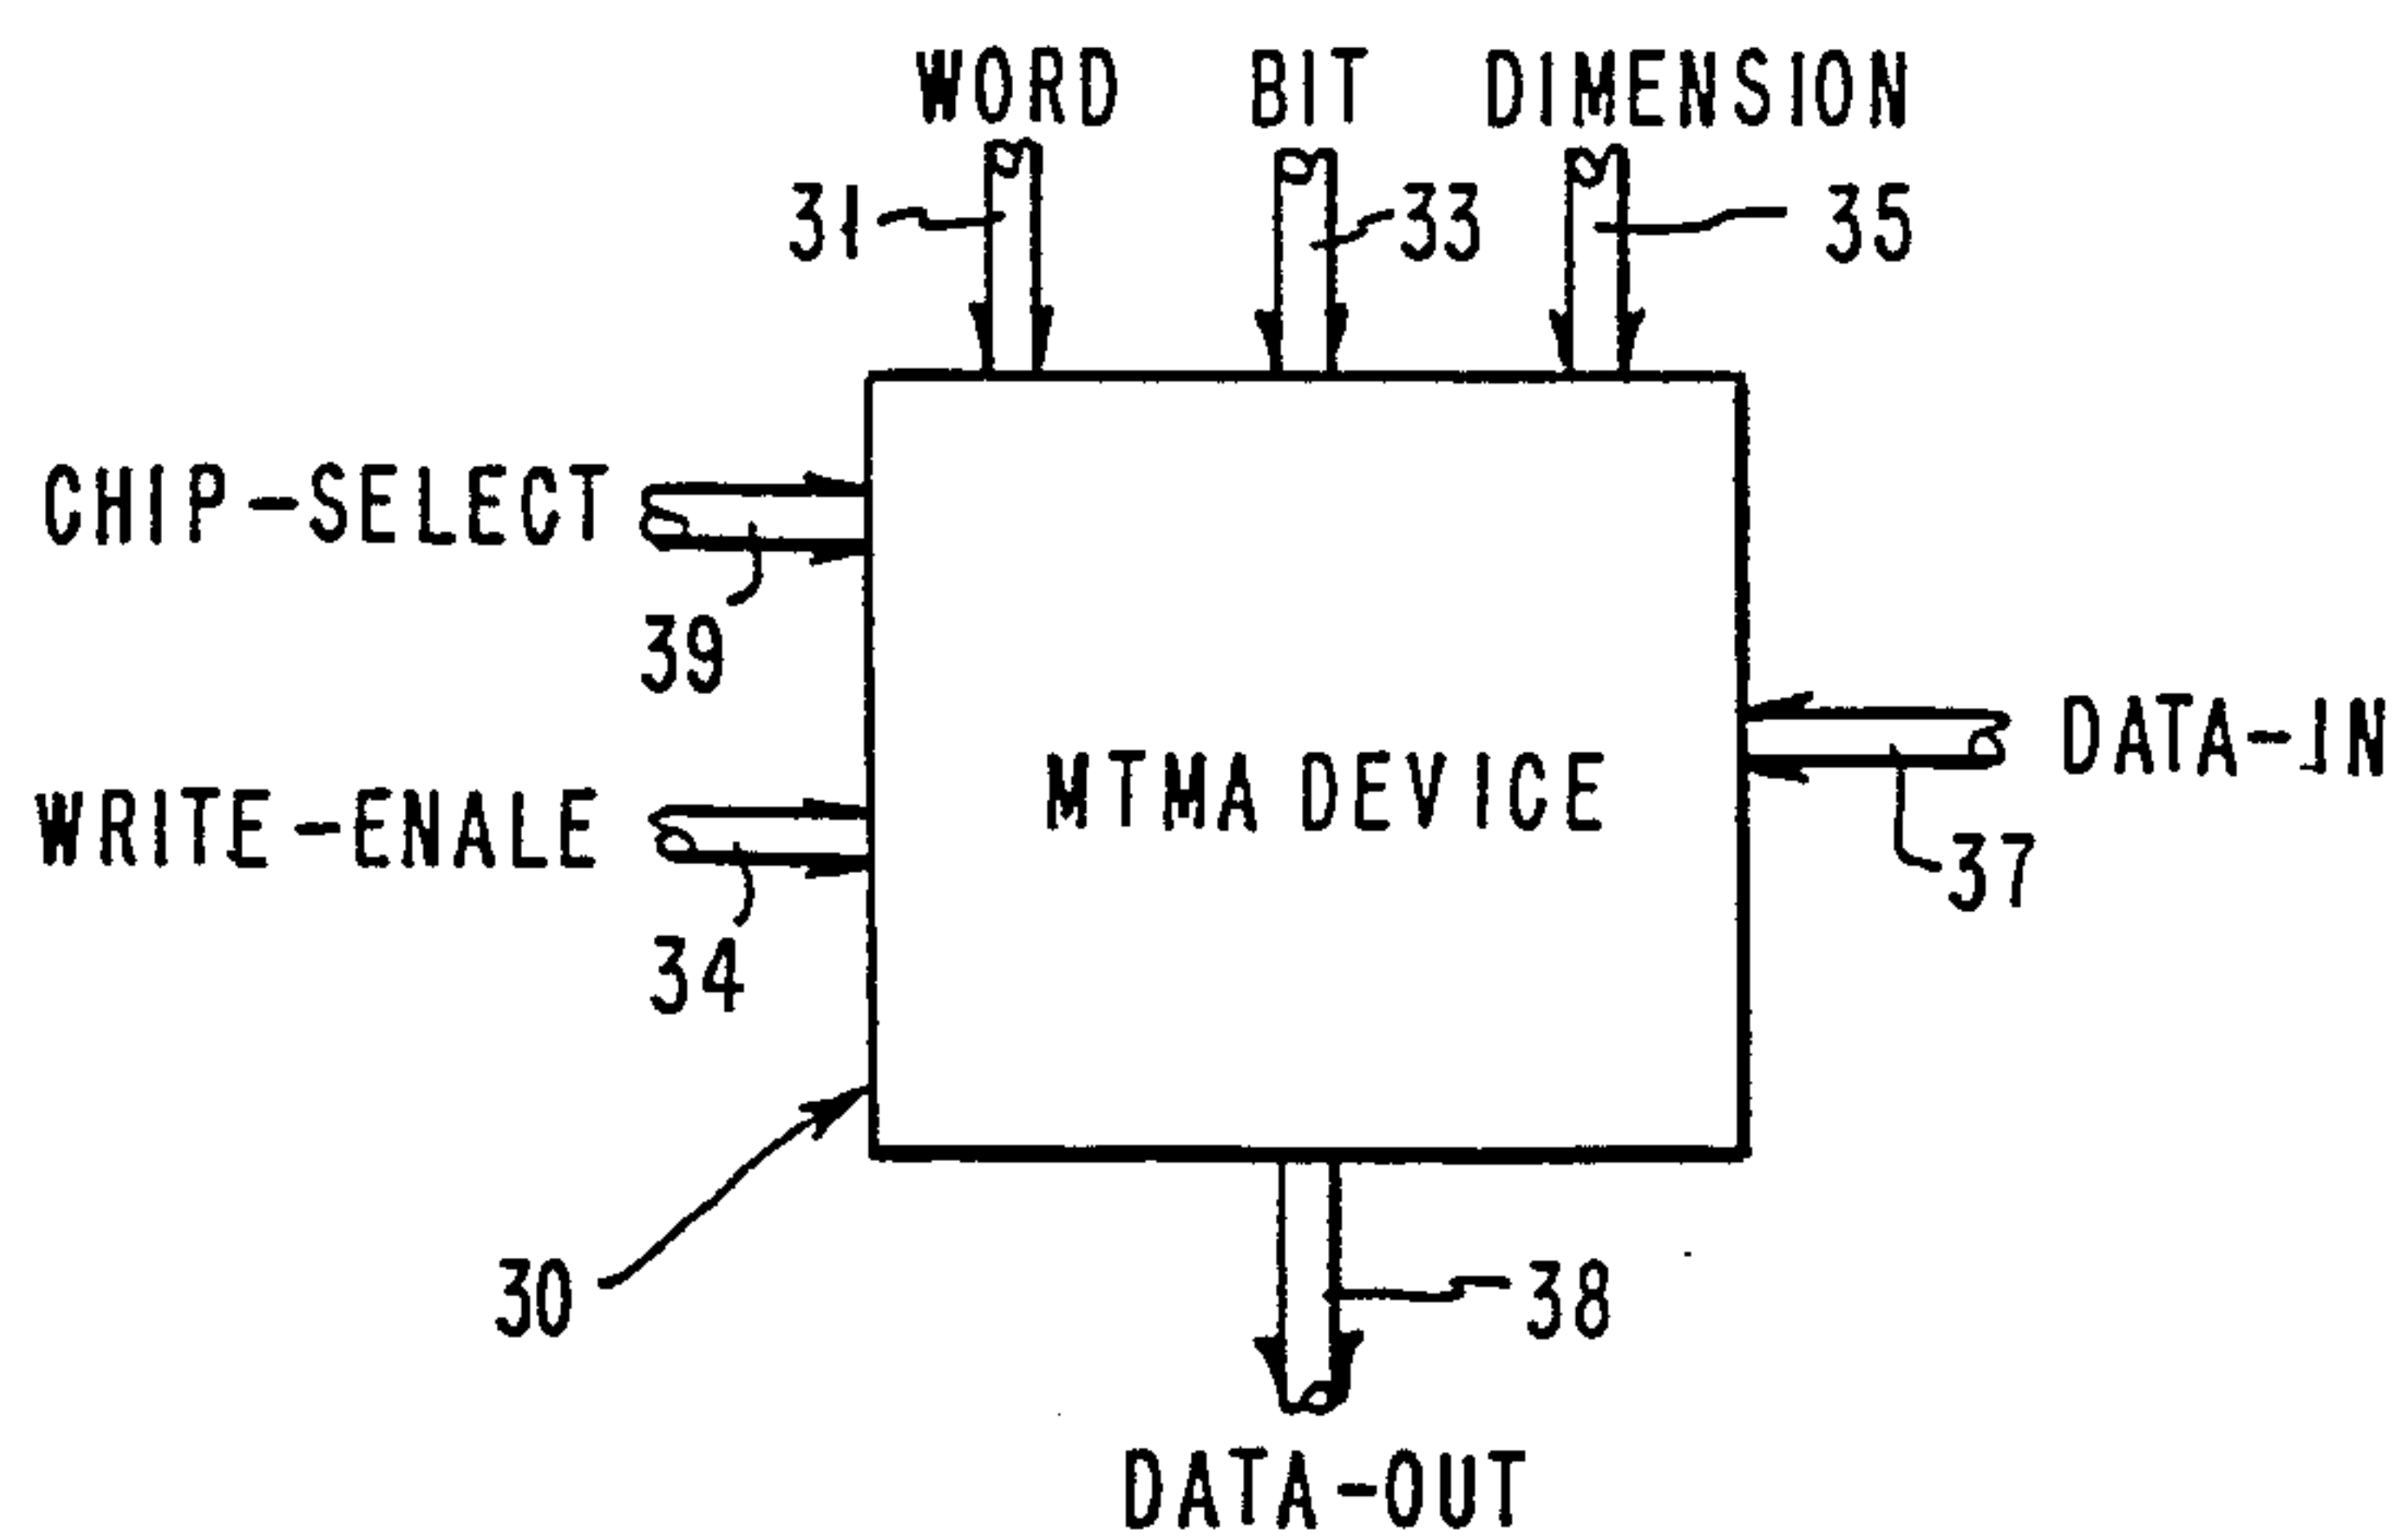 WORD BIT DIMENSION
31 33 35
CHIP-SELECT
39
DATA-IN
WRITE-ENALE
MTMA DEVICE
37
34
30
38
DATA-OUT